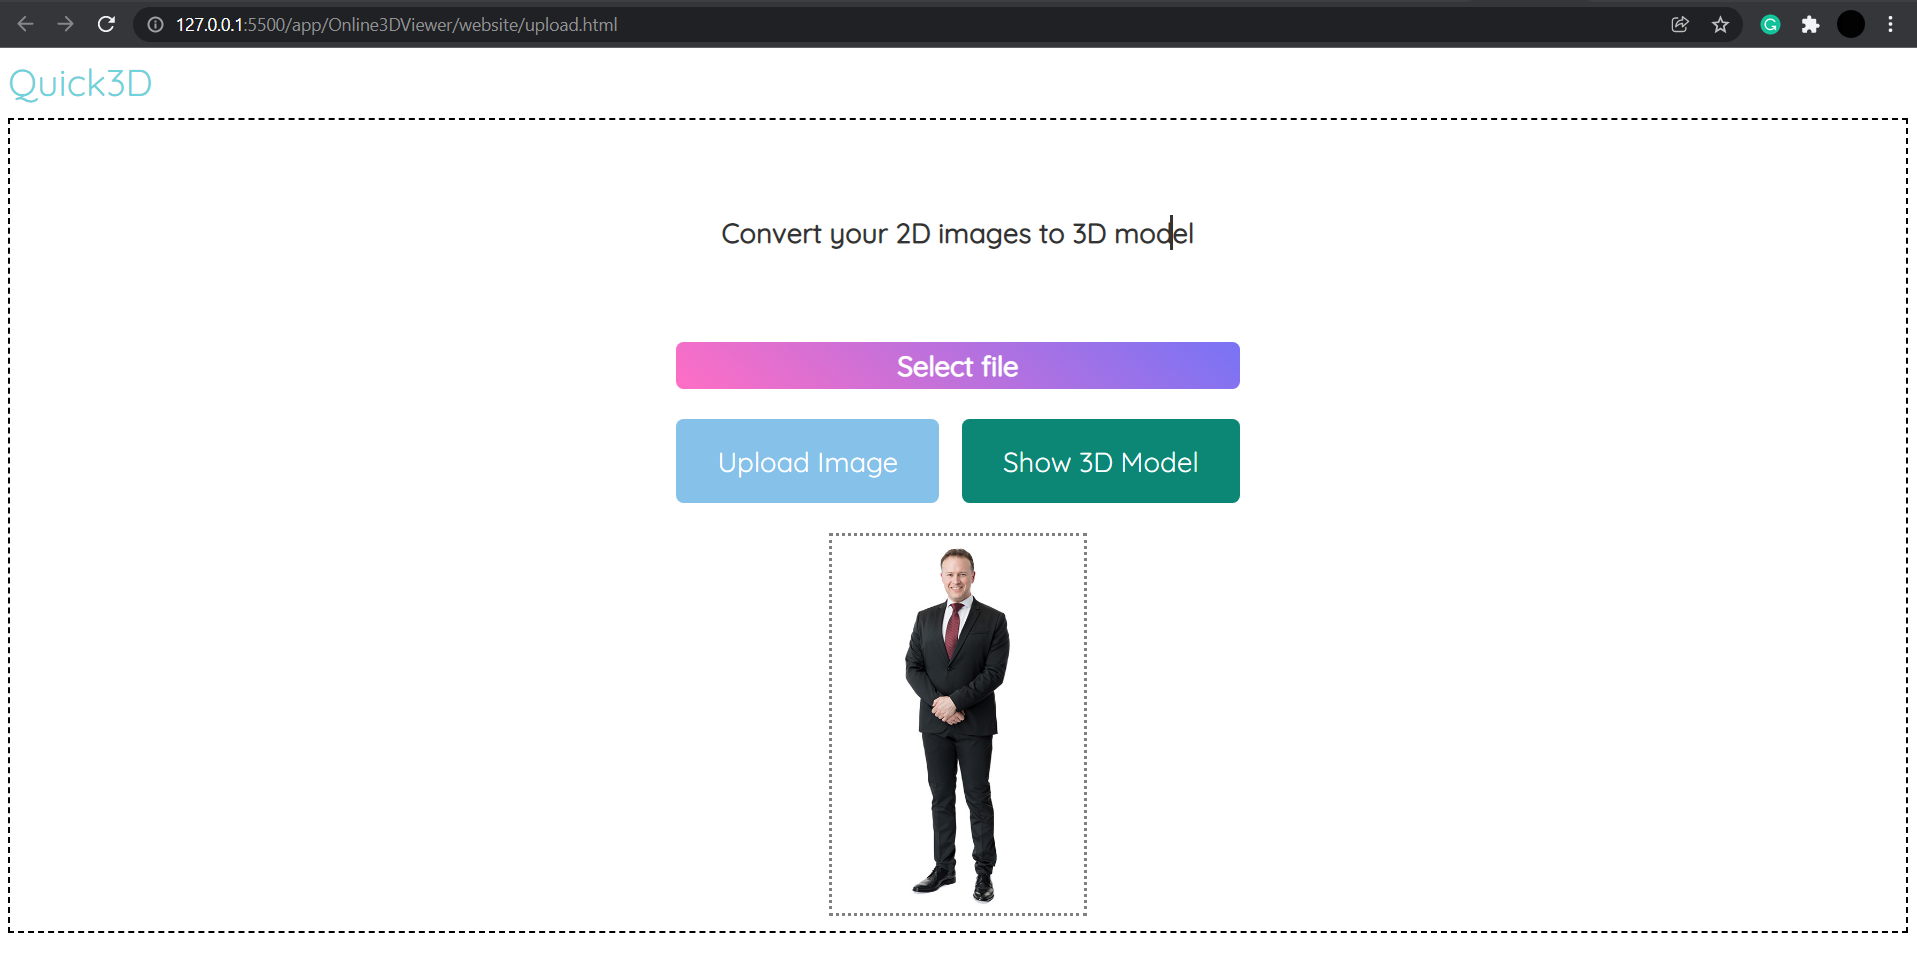 127.0.0.1:5500/app/Online3DViewer/website/upload.html
Quick3D
Convert your 2D images to 3D model
Select file
Upload Image
Show 3D Model